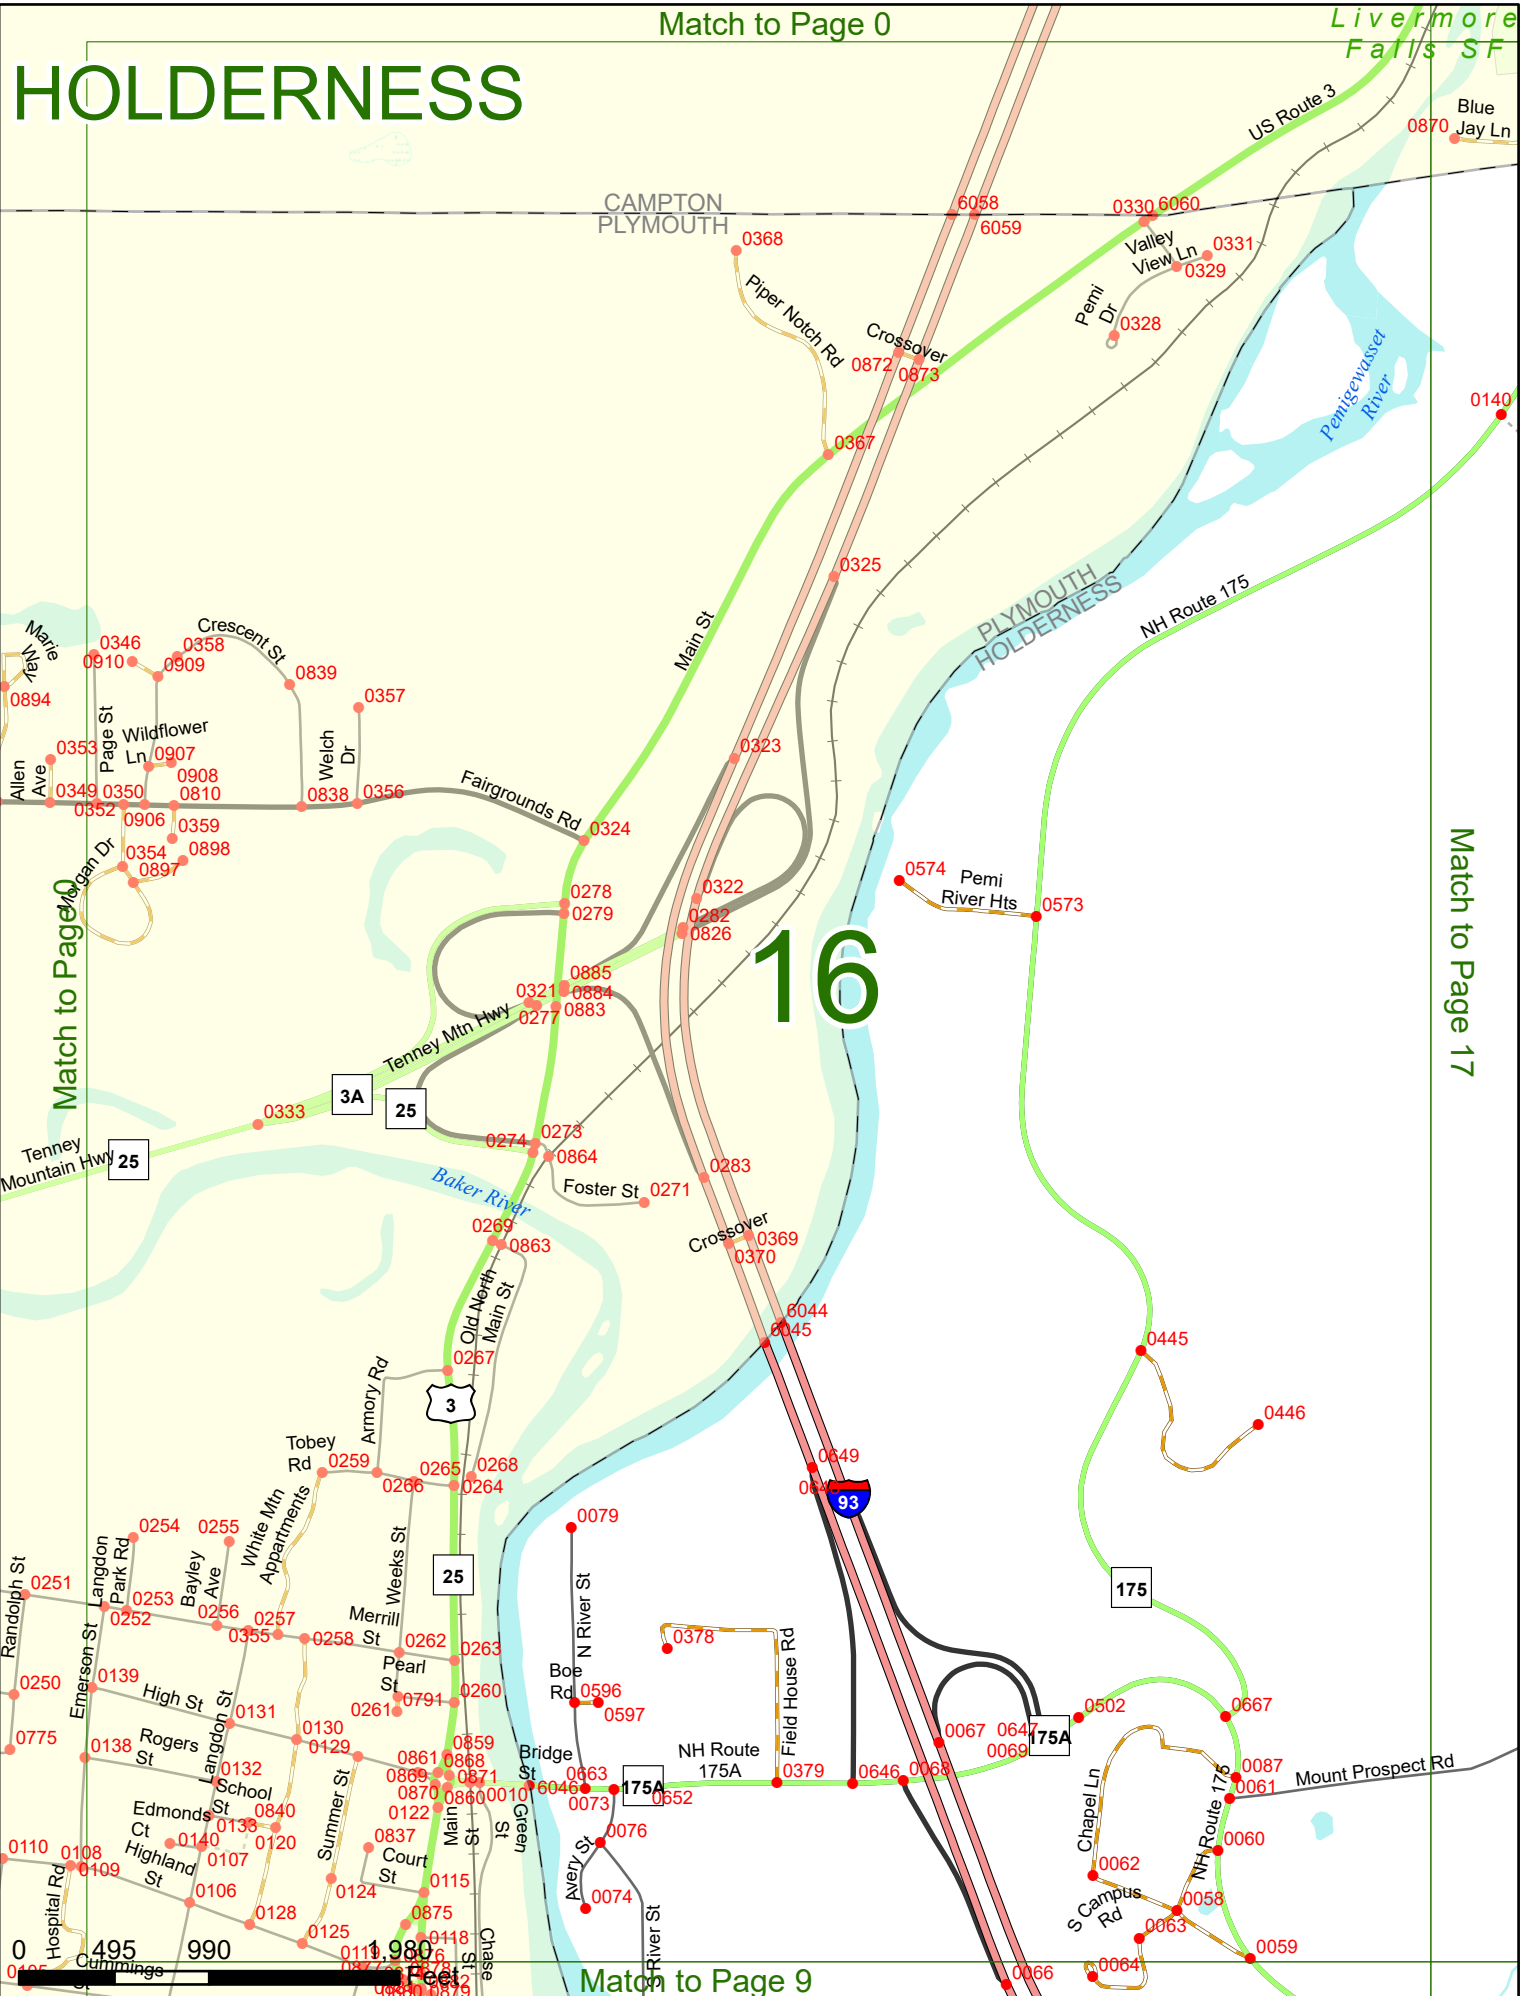 Match to Page 0
Livermore
Falls SF
HOLDERNESS
US Route 3
Blue
Jay Ln
0870
CAMPTON
PLYMOUTH
6058
6059
0330
6060
Valley
View Ln
0331
0329
0368
Pemi
Dr
0328
Piper Notch Rd
Crossover
0872
0873
Pemigewasset
River
0140
0367
0325
PLYMOUTH
HOLDERNESS
NH Route 175
Main St
Marie
Way
0346
0910
0358
0909
Crescent St
0839
0894
0357
Page St
Wildflower
Ln
0907
0908
0353
Allen
Ave
Welch
Dr
0323
0349
0352
0350
0906
0810
0838
0356
Fairgrounds Rd
0324
0359
0354
0898
0897
Morgan Dr
Match to Page 0
0278
0279
0322
0282
0826
0574
Pemi
River Hts
0573
16
Match to Page 17
0885
0884
0321
0883
0277
Tenney Mtn Hwy
3A
25
0333
Tenney
Mountain Hwy
25
0273
0274
0864
Baker River
Foster St
0271
0283
0269
0863
Crossover
0369
0370
Old North
Main St
6044
6045
0445
0267
3
Armory Rd
0446
Tobey
Rd
0259
0265
0268
0266
0264
0649
93
White Mtn
Appartments
0079
0254
0255
Langdon
Park Rd
Bayley
Ave
Weeks St
25
175
Randolph St
0251
0253
0252
0256
0257
0355
0258
Merrill
St
0262
0263
N River St
Emerson St
0378
Field House Rd
Pearl
St
0139
0250
High St
0261
0791
0260
Boe
Rd
0596
0597
0502
0667
Langdon St
0131
0130
0129
0067
0647
0069
175A
0775
0138
Rogers
St
0859
0861
0868
0869
0871
0870
0860
0010
Bridge
St
6046
0663
0073
175A
0652
NH Route
175A
0379
0646
0068
0087
0061
Mount Prospect Rd
0132
School
St
0122
Main
St
Edmonds
Ct
0133
0840
0120
Summer St
Green
St
Chapel Ln
NH Route 175
0140
0107
0837
Court
St
0076
Avery St
0060
0110
0108
0109
Highland
St
0106
0124
0115
0074
0062
S Campus
Rd
0058
0063
Hospital Rd
0128
0125
0875
0118
Chase
St
S River St
0059
0
495
990
1,980
Feet
Cummings
0119
0064
0066
Match to Page 9